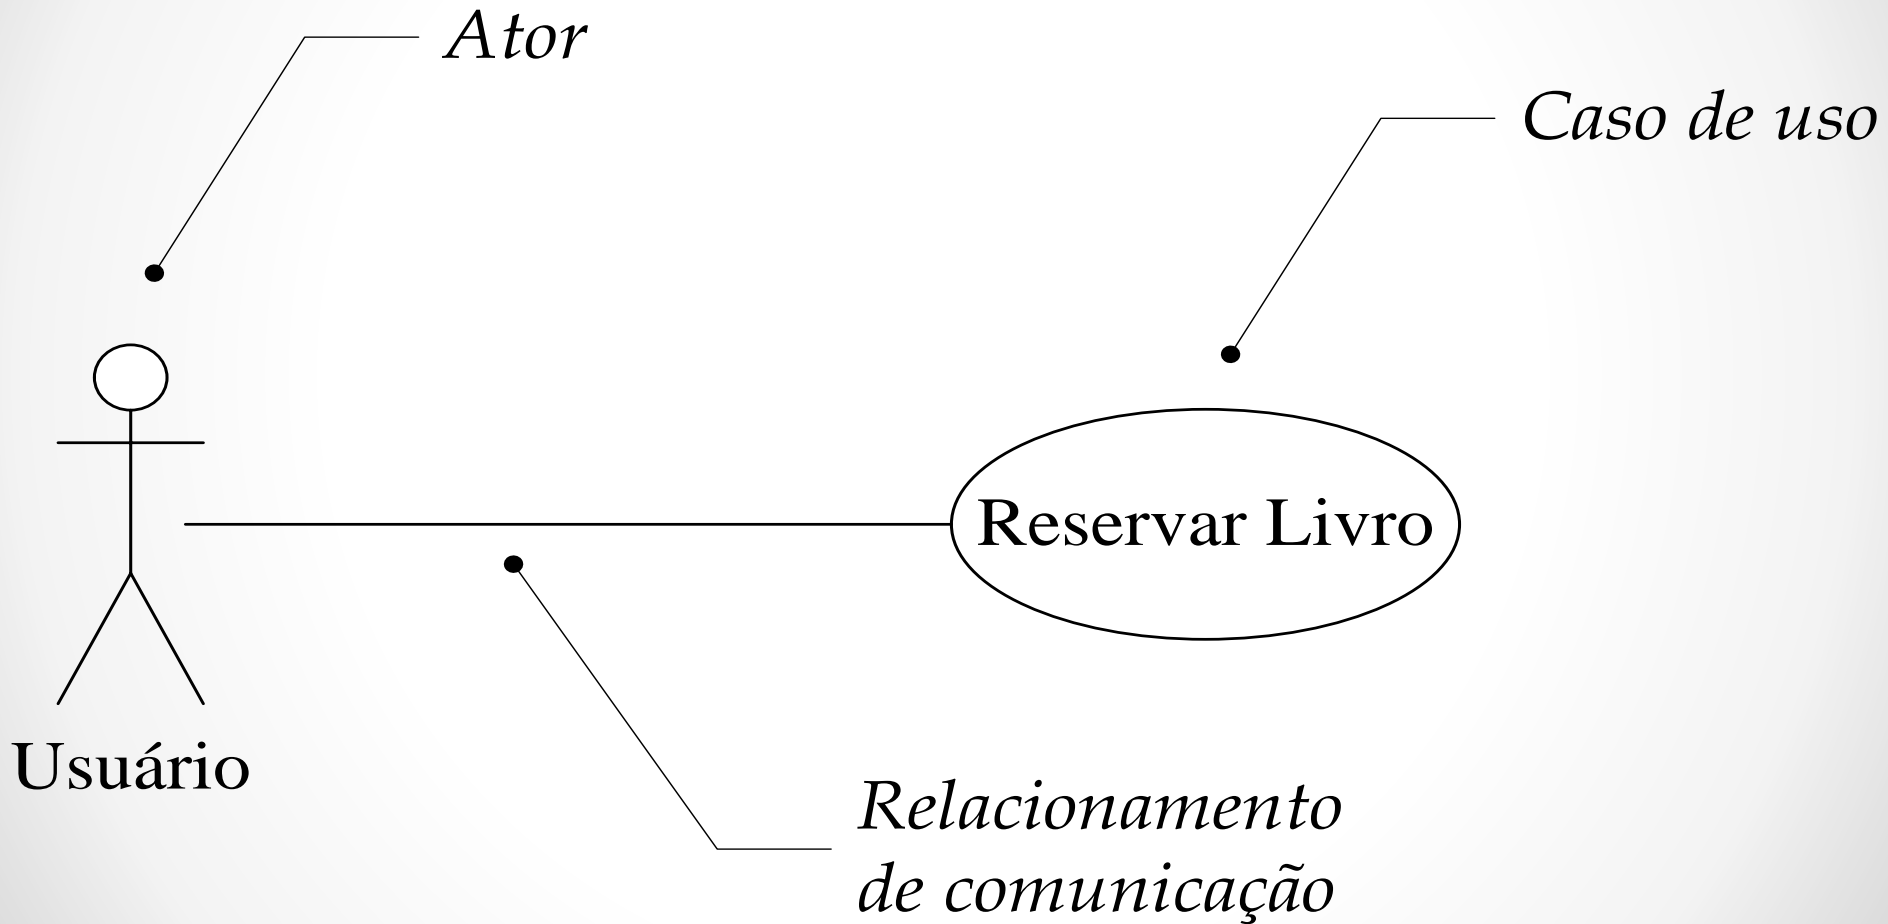 Ator
Caso de uso
Reservar Livro
Usuário
Relacionamento
de comunicação